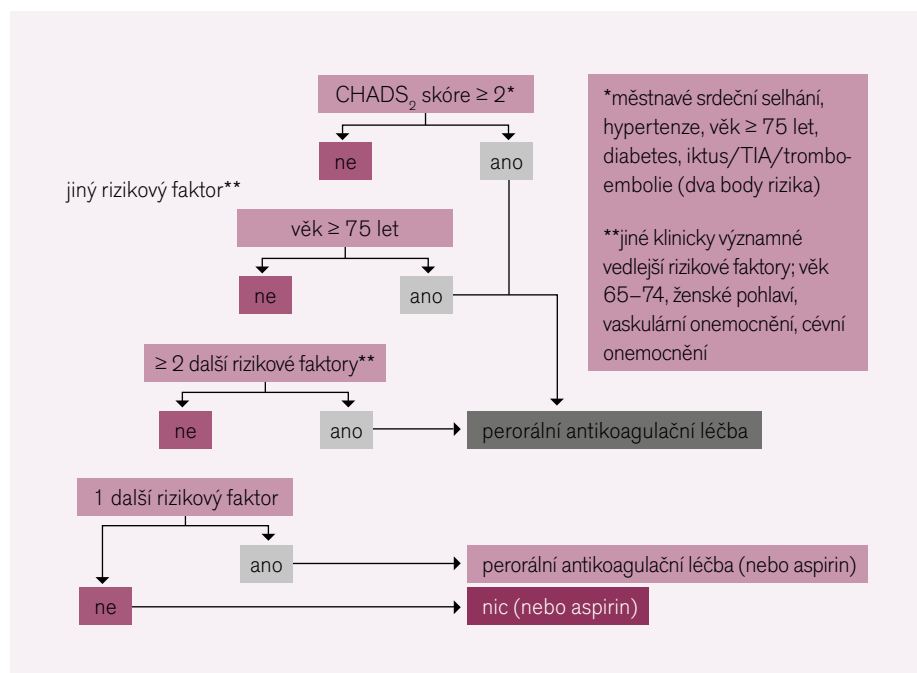 CHADS₂ skóre ≥ 2*
ne
ano
jiný rizikový faktor**
věk ≥ 75 let
ne
ano
≥ 2 další rizikové faktory**
ne
ano
perorální antikoagulační léčba
1 další rizikový faktor
ano
perorální antikoagulační léčba (nebo aspirin)
ne
nic (nebo aspirin)
*městnavé srdeční selhání,
hypertenze, věk ≥ 75 let,
diabetes, iktus/TIA/trombo-
embolie (dva body rizika)
**jiné klinicky významné
vedlejší rizikové faktory; věk
65–74, ženské pohlaví,
vaskulární onemocnění, cévní
onemocnění